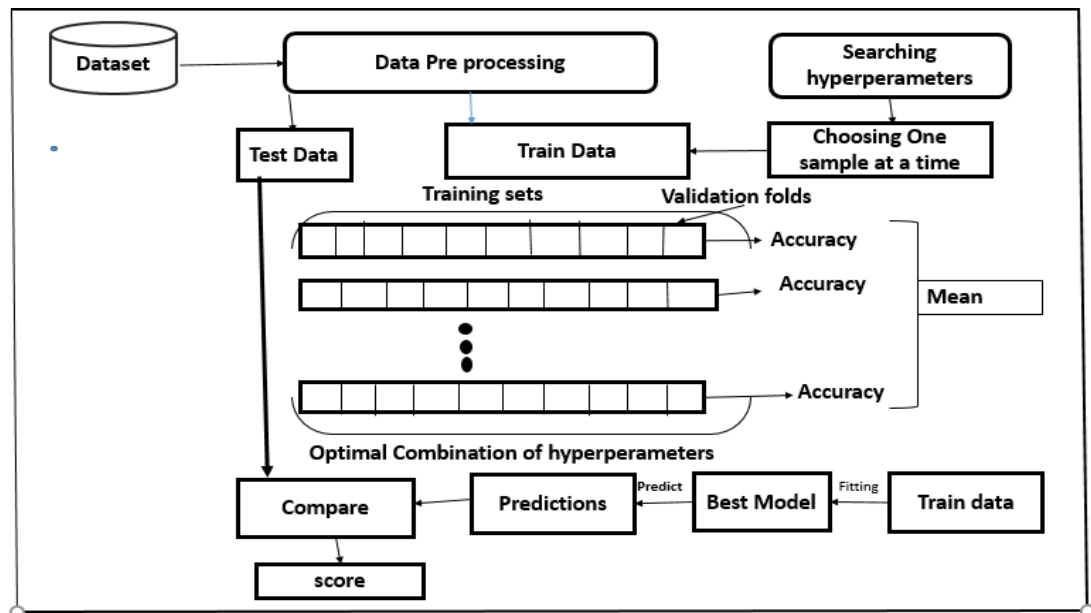 Dataset
Data Pre processing
Searching
hyperperameters
Test Data
Train Data
Choosing One
sample at a time
Training sets
Validation folds
Accuracy
Accuracy
Mean
Accuracy
Optimal Combination of hyperperameters
Compare
Predictions
Predict
Best Model
Fitting
Train data
score